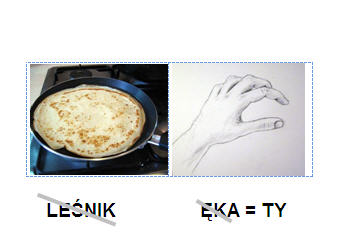 LEŚNIK ĘKA = TY